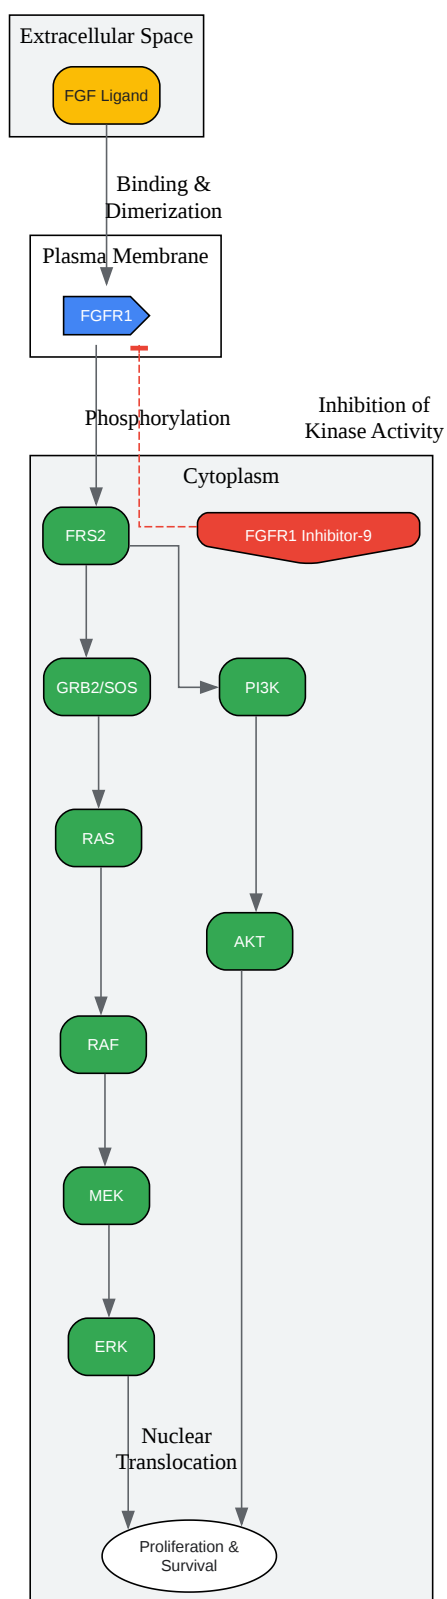 Extracellular Space
FGF Ligand
Binding &
Dimerization
Plasma Membrane
FGFR1
Phosphorylation
Inhibition of
Kinase Activity
Cytoplasm
FRS2
FGFR1 Inhibitor-9
GRB2/SOS
PI3K
RAS
AKT
RAF
MEK
ERK
Nuclear
Translocation
Proliferation &
Survival